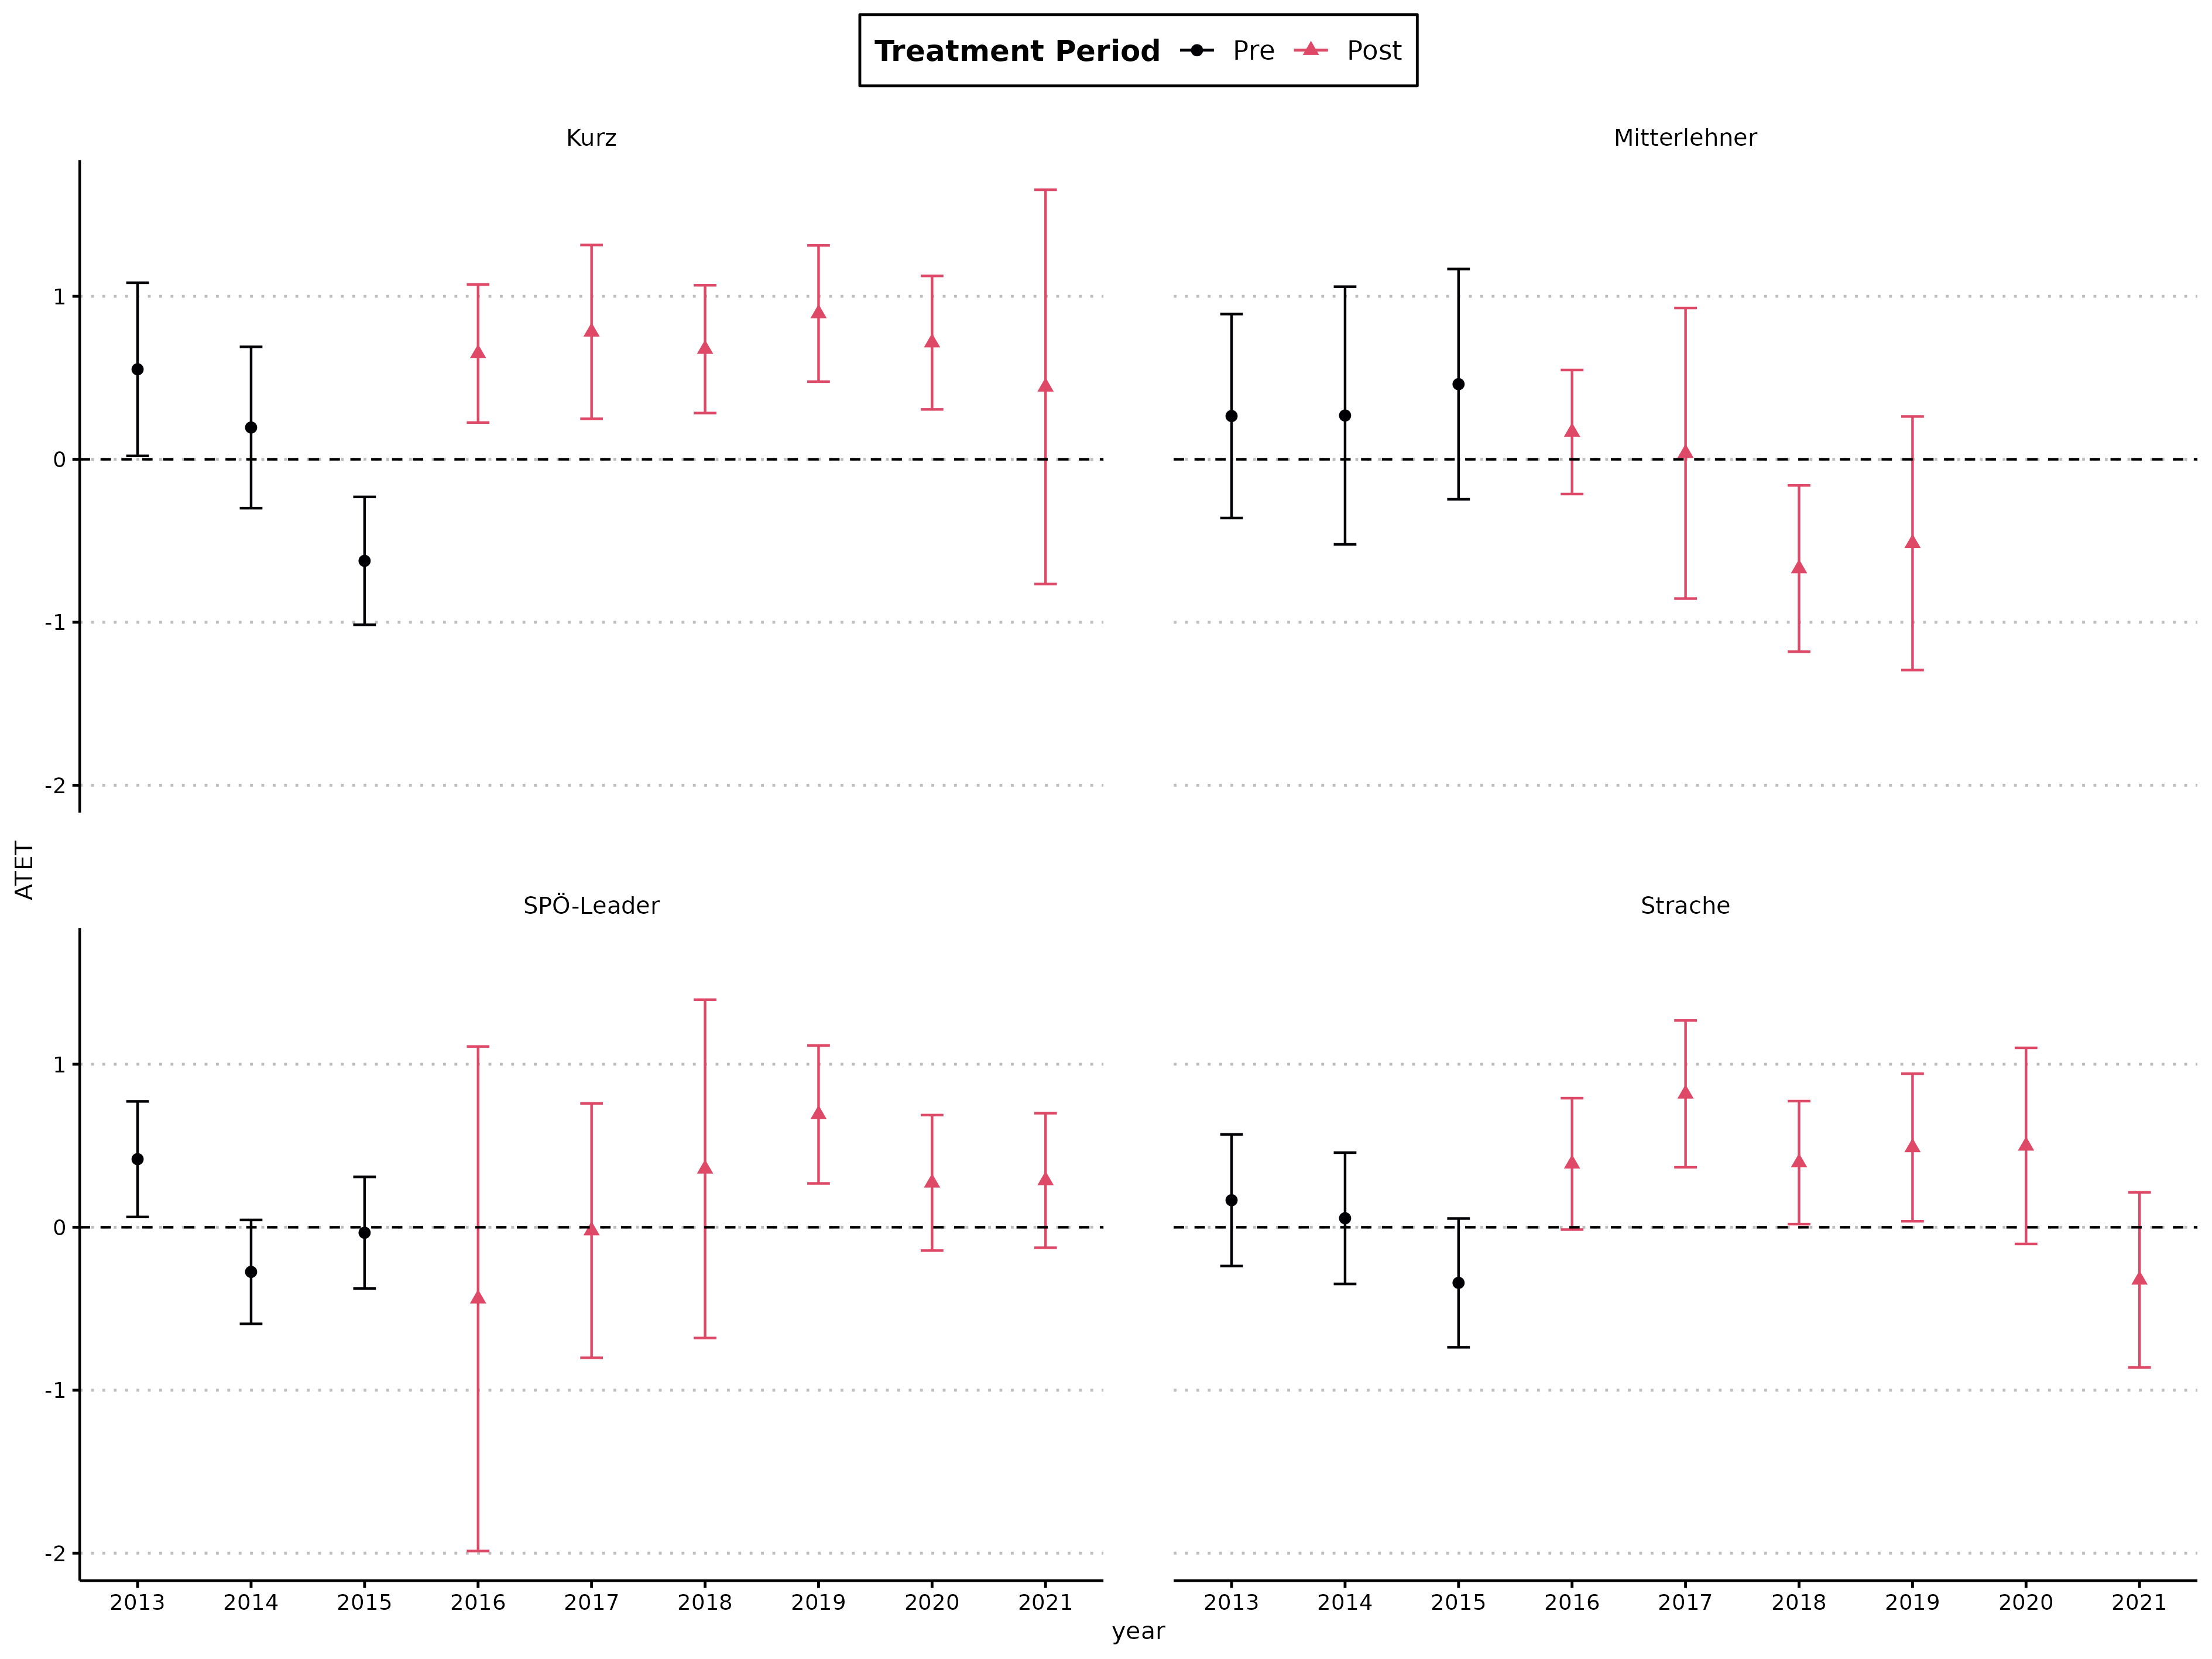 Treatment Period Pre Post
Kurz
Mitterlehner
1
0
-1
-2
ATET
SPÖ-Leader
Strache
1
0
-1
-2
2013 2014 2015 2016 2017 2018 2019 2020 2021
2013 2014 2015 2016 2017 2018 2019 2020 2021
year